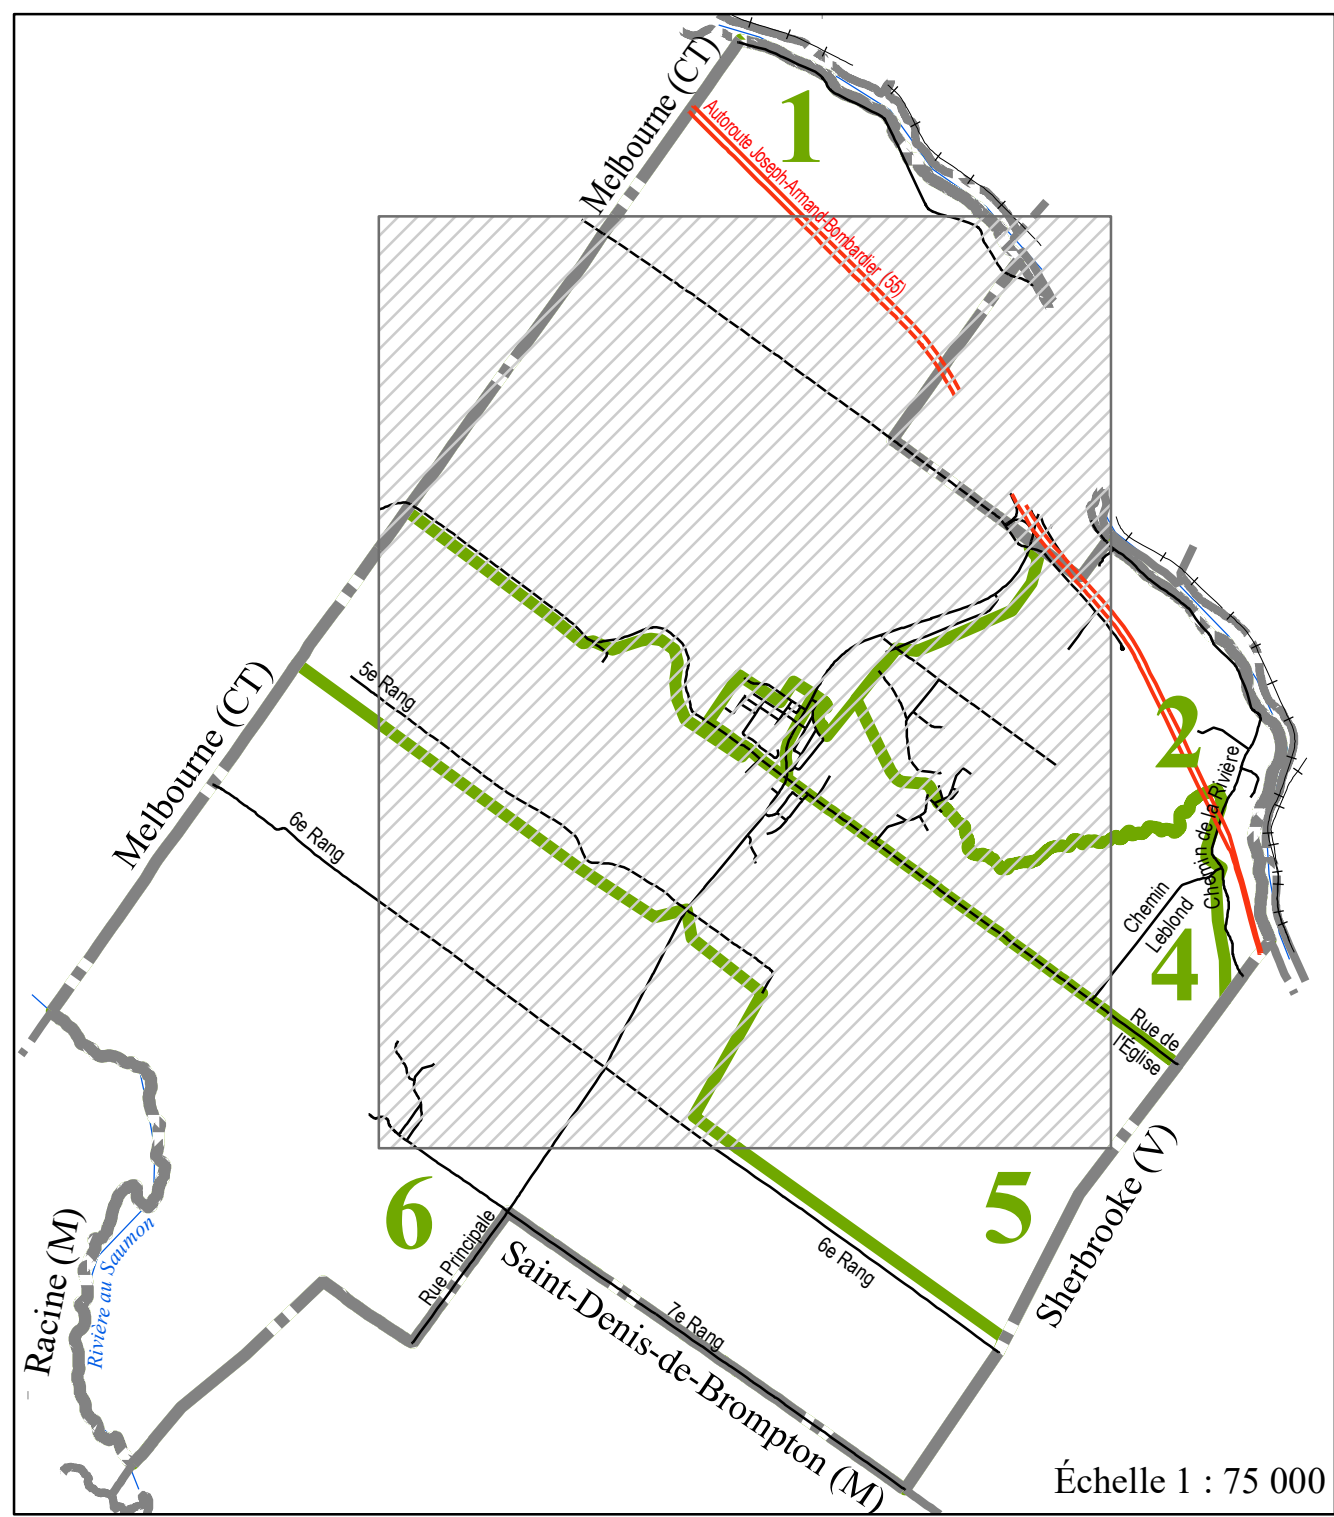 Melbourne (CT)
1
Autoroute Joseph-Armand-Bombardier (55)
Melbourne (CT)
5e Rang
6e Rang
2
Chemin de la Rivière
Chemin
Leblond
4
Rue de
l'Église
6
5
Rue Principale
6e Rang
Sherbrooke (V)
Racine (M)
Rivière au Saumon
7e Rang
Saint-Denis-de-Brompton (M)
Échelle 1 : 75 000